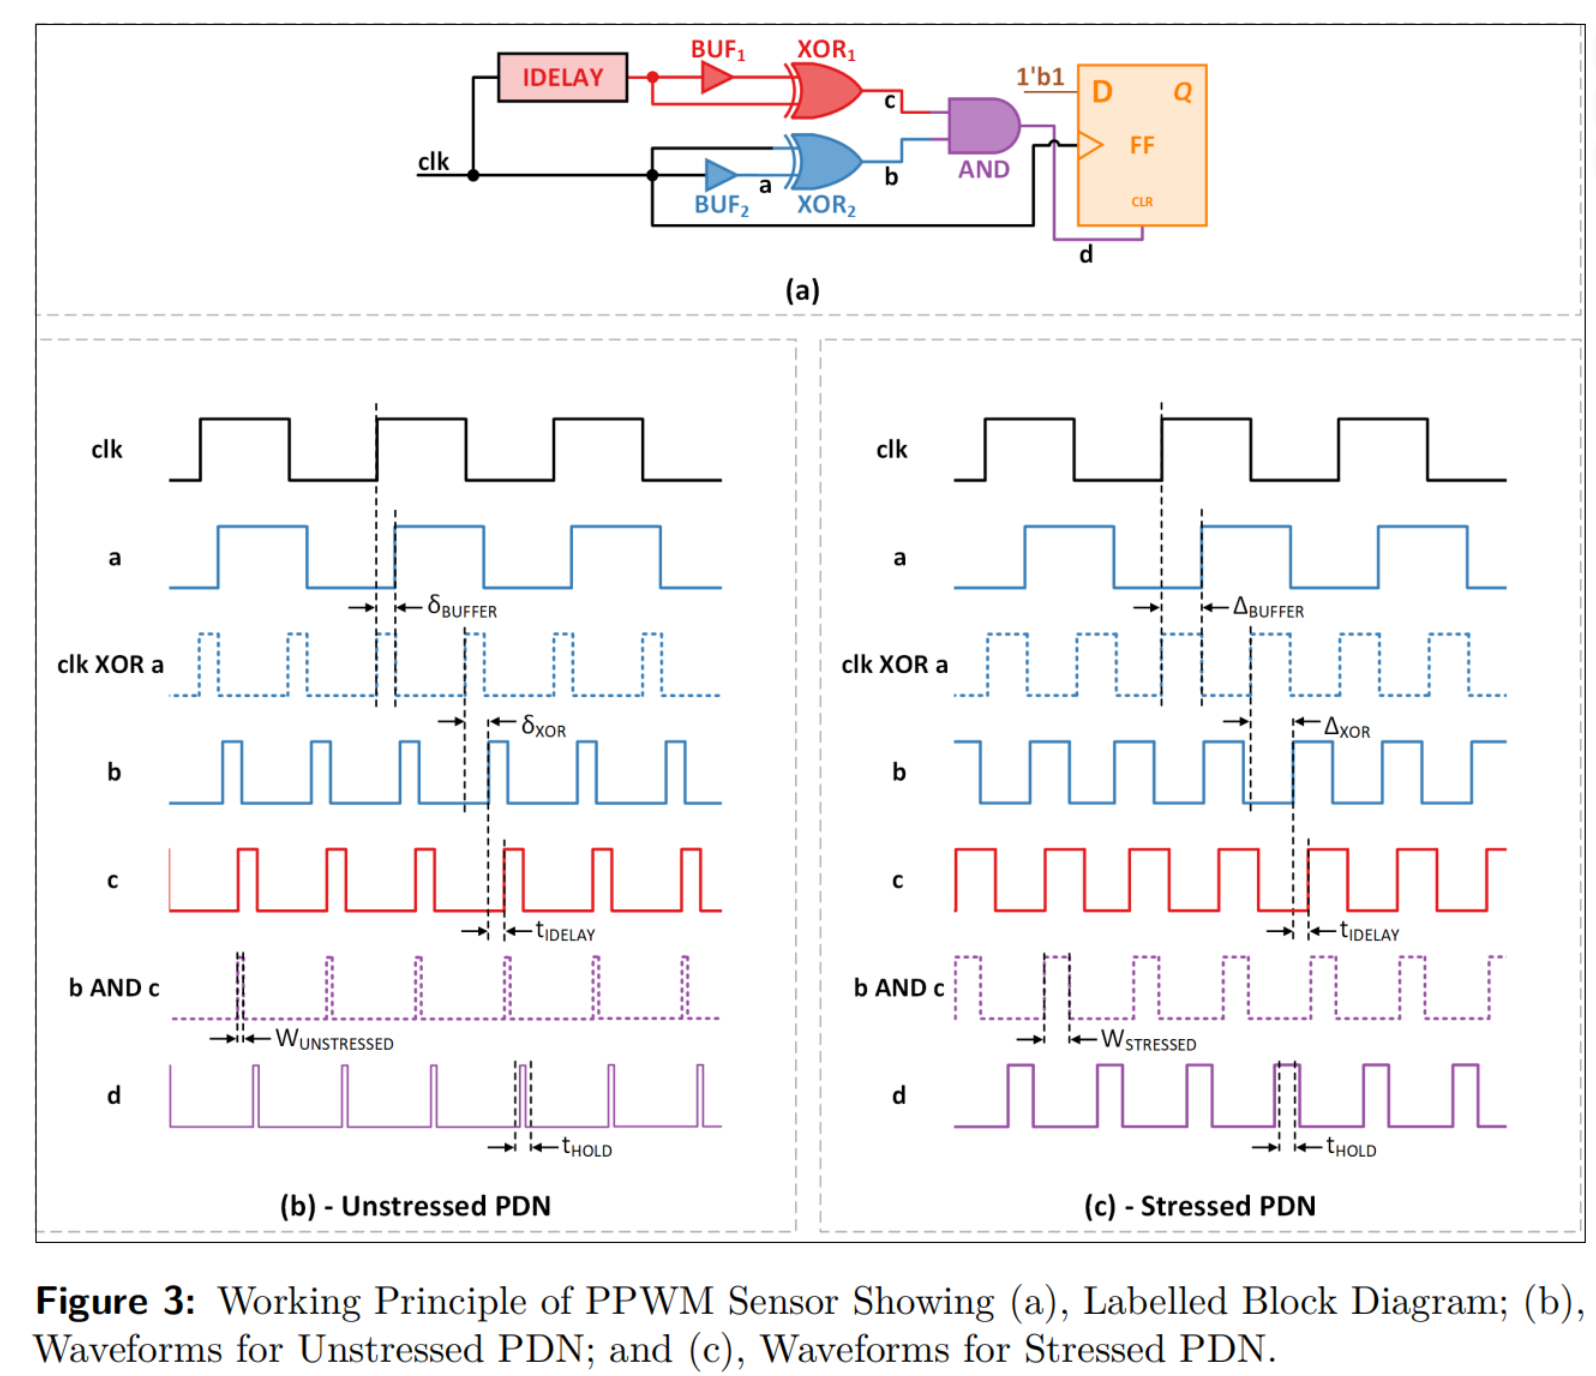 BUF1 XOR1
IDELAY
c
1'b1
D Q
FF
CLR
AND
clk
a
b
BUF2 XOR2
d
(a)
clk
a
δBUFFER
clk XOR a
δXOR
b
c
tIDELAY
b AND c
WUNSTRESSED
d
tHOLD
(b) - Unstressed PDN
clk
a
ΔBUFFER
clk XOR a
ΔXOR
b
c
tIDELAY
b AND c
WSTRESSED
d
tHOLD
(c) - Stressed PDN
Figure 3: Working Principle of PPWM Sensor Showing (a), Labelled Block Diagram; (b),
Waveforms for Unstressed PDN; and (c), Waveforms for Stressed PDN.